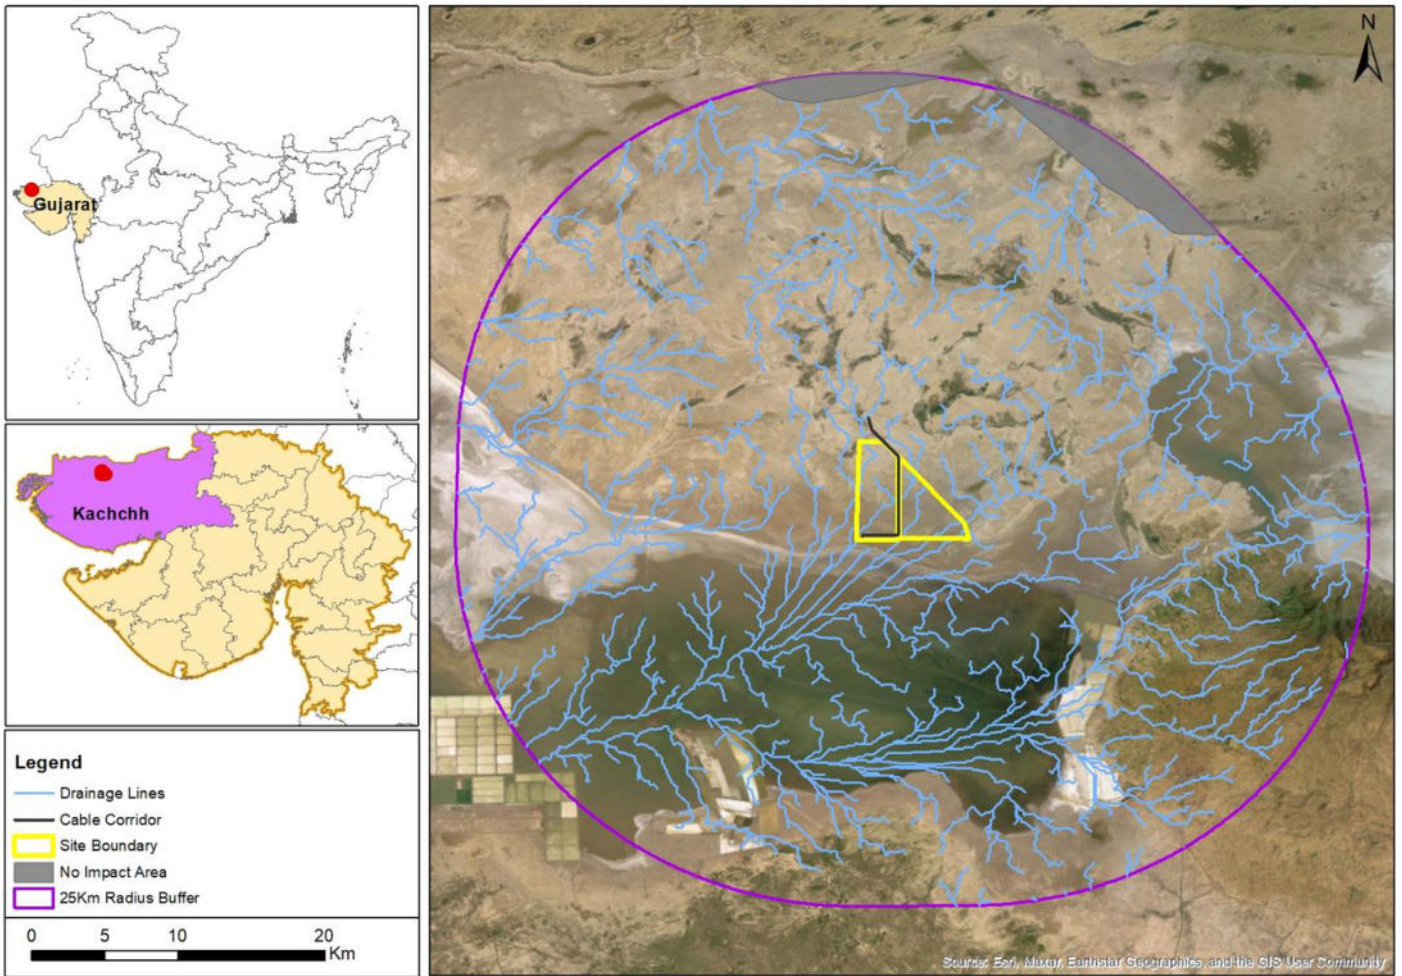 Gujarat
Kachchh
Legend
Drainage Lines
Cable Corridor
Site Boundary
No Impact Area
25Km Radius Buffer
0 5 10 20
Km
N
Source: Esri, Maxar, Earthstar Geographics, and the GIS User Community